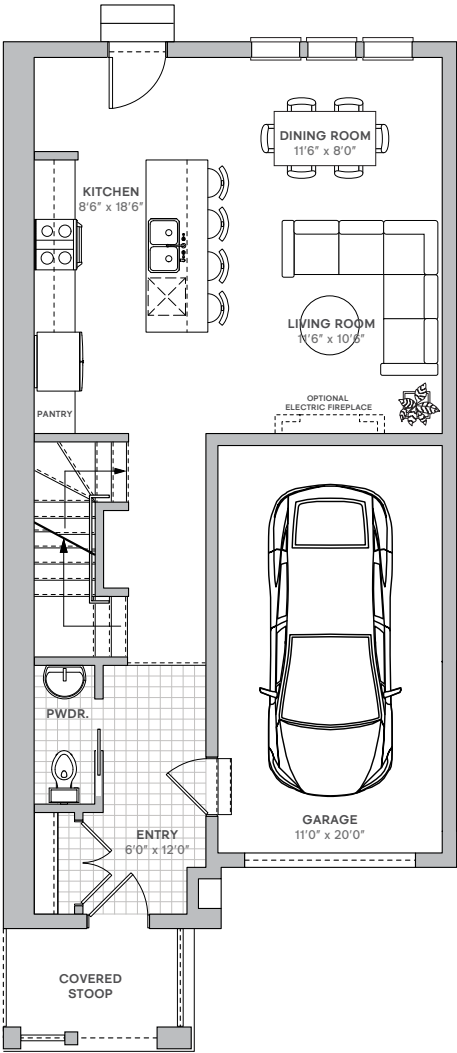 DINING ROOM
11'6" x 8'0"
KITCHEN
8'6" x 18'6"
LIVING ROOM
11'6" x 10'6"
OPTIONAL
ELECTRIC FIREPLACE
PANTRY
PWDR.
GARAGE
11'0" x 20'0"
ENTRY
6'0" x 12'0"
COVERED
STOOP